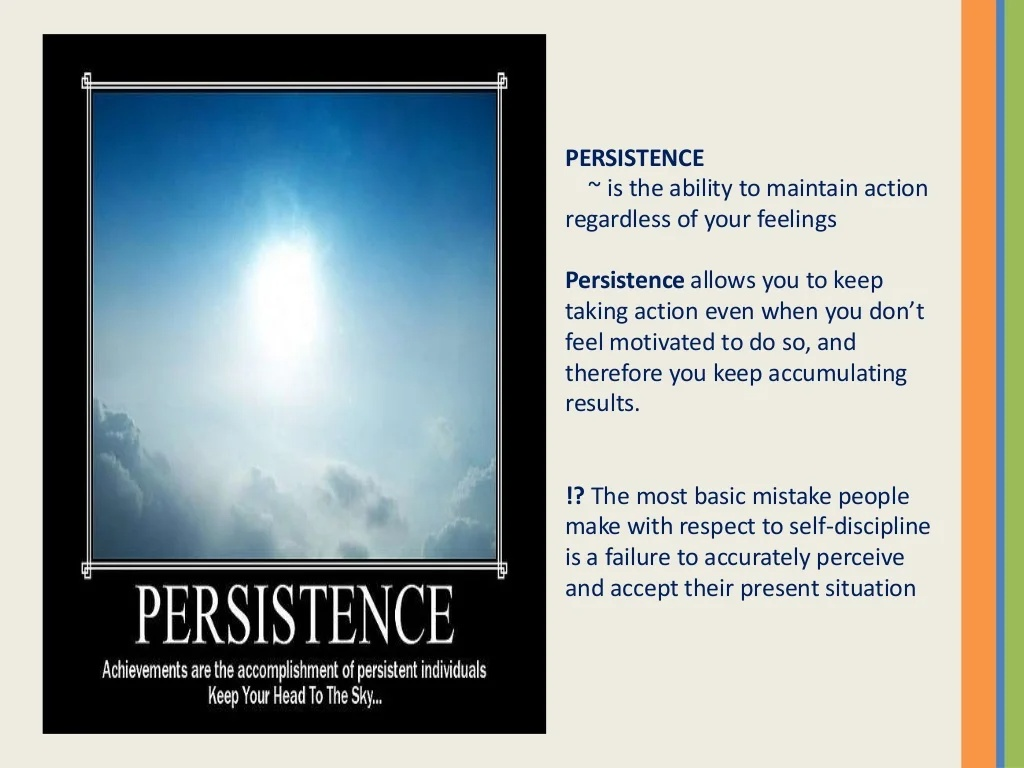 PERSISTENCE
Achievements are the accomplishment of persistent individuals
Keep Your Head To The Sky...
PERSISTENCE
~ is the ability to maintain action
regardless of your feelings
Persistence allows you to keep
taking action even when you don’t
feel motivated to do so, and
therefore you keep accumulating
results.
!? The most basic mistake people
make with respect to self-discipline
is a failure to accurately perceive
and accept their present situation